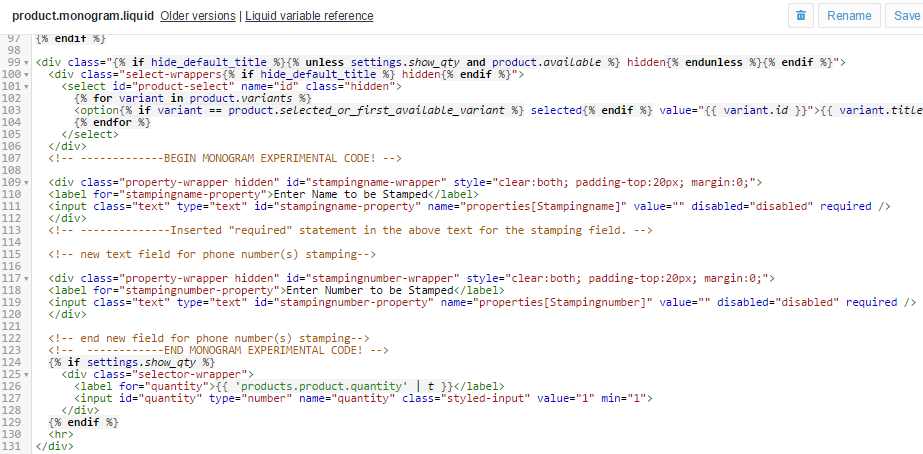 product.monogram.liquid Older versions | Liquid variable reference Rename Save
97 {% endif %}
98
99 <div class="{% if hide_default_title %}{% unless settings.show_qty and product.available %} hidden{% endunless %}{% endif %}">
100 <div class="select-wrappers{% if hide_default_title %} hidden{% endif %}">
101 <select id="product-select" name="id" class="hidden">
102 {% for variant in product.variants %}
103 <option{% if variant == product.selected_or_first_available_variant %} selected{% endif %} value="{{ variant.id }}">{{ variant.title
104 {% endfor %}
105 </select>
106 </div>
107 <!-- -------------BEGIN MONOGRAM EXPERIMENTAL CODE! -->
108
109 <div class="property-wrapper hidden" id="stampingname-wrapper" style="clear:both; padding-top:20px; margin:0;">
110 <label for="stampingname-property">Enter Name to be Stamped</label>
111 <input class="text" type="text" id="stampingname-property" name="properties[Stampingname]" value="" disabled="disabled" required />
112 </div>
113 <!-- --------------Inserted "required" statement in the above text for the stamping field. -->
114
115 <!-- new text field for phone number(s) stamping-->
116
117 <div class="property-wrapper hidden" id="stampingnumber-wrapper" style="clear:both; padding-top:20px; margin:0;">
118 <label for="stampingnumber-property">Enter Number to be Stamped</label>
119 <input class="text" type="text" id="stampingnumber-property" name="properties[Stampingnumber]" value="" disabled="disabled" required />
120 </div>
121
122 <!-- end new field for phone number(s) stamping-->
123 <!-- ------------END MONOGRAM EXPERIMENTAL CODE! -->
124 {% if settings.show_qty %}
125 <div class="selector-wrapper">
126 <label for="quantity">{{ 'products.product.quantity' | t }}</label>
127 <input id="quantity" type="number" name="quantity" class="styled-input" value="1" min="1">
128 </div>
129 {% endif %}
130 <hr>
131 </div>